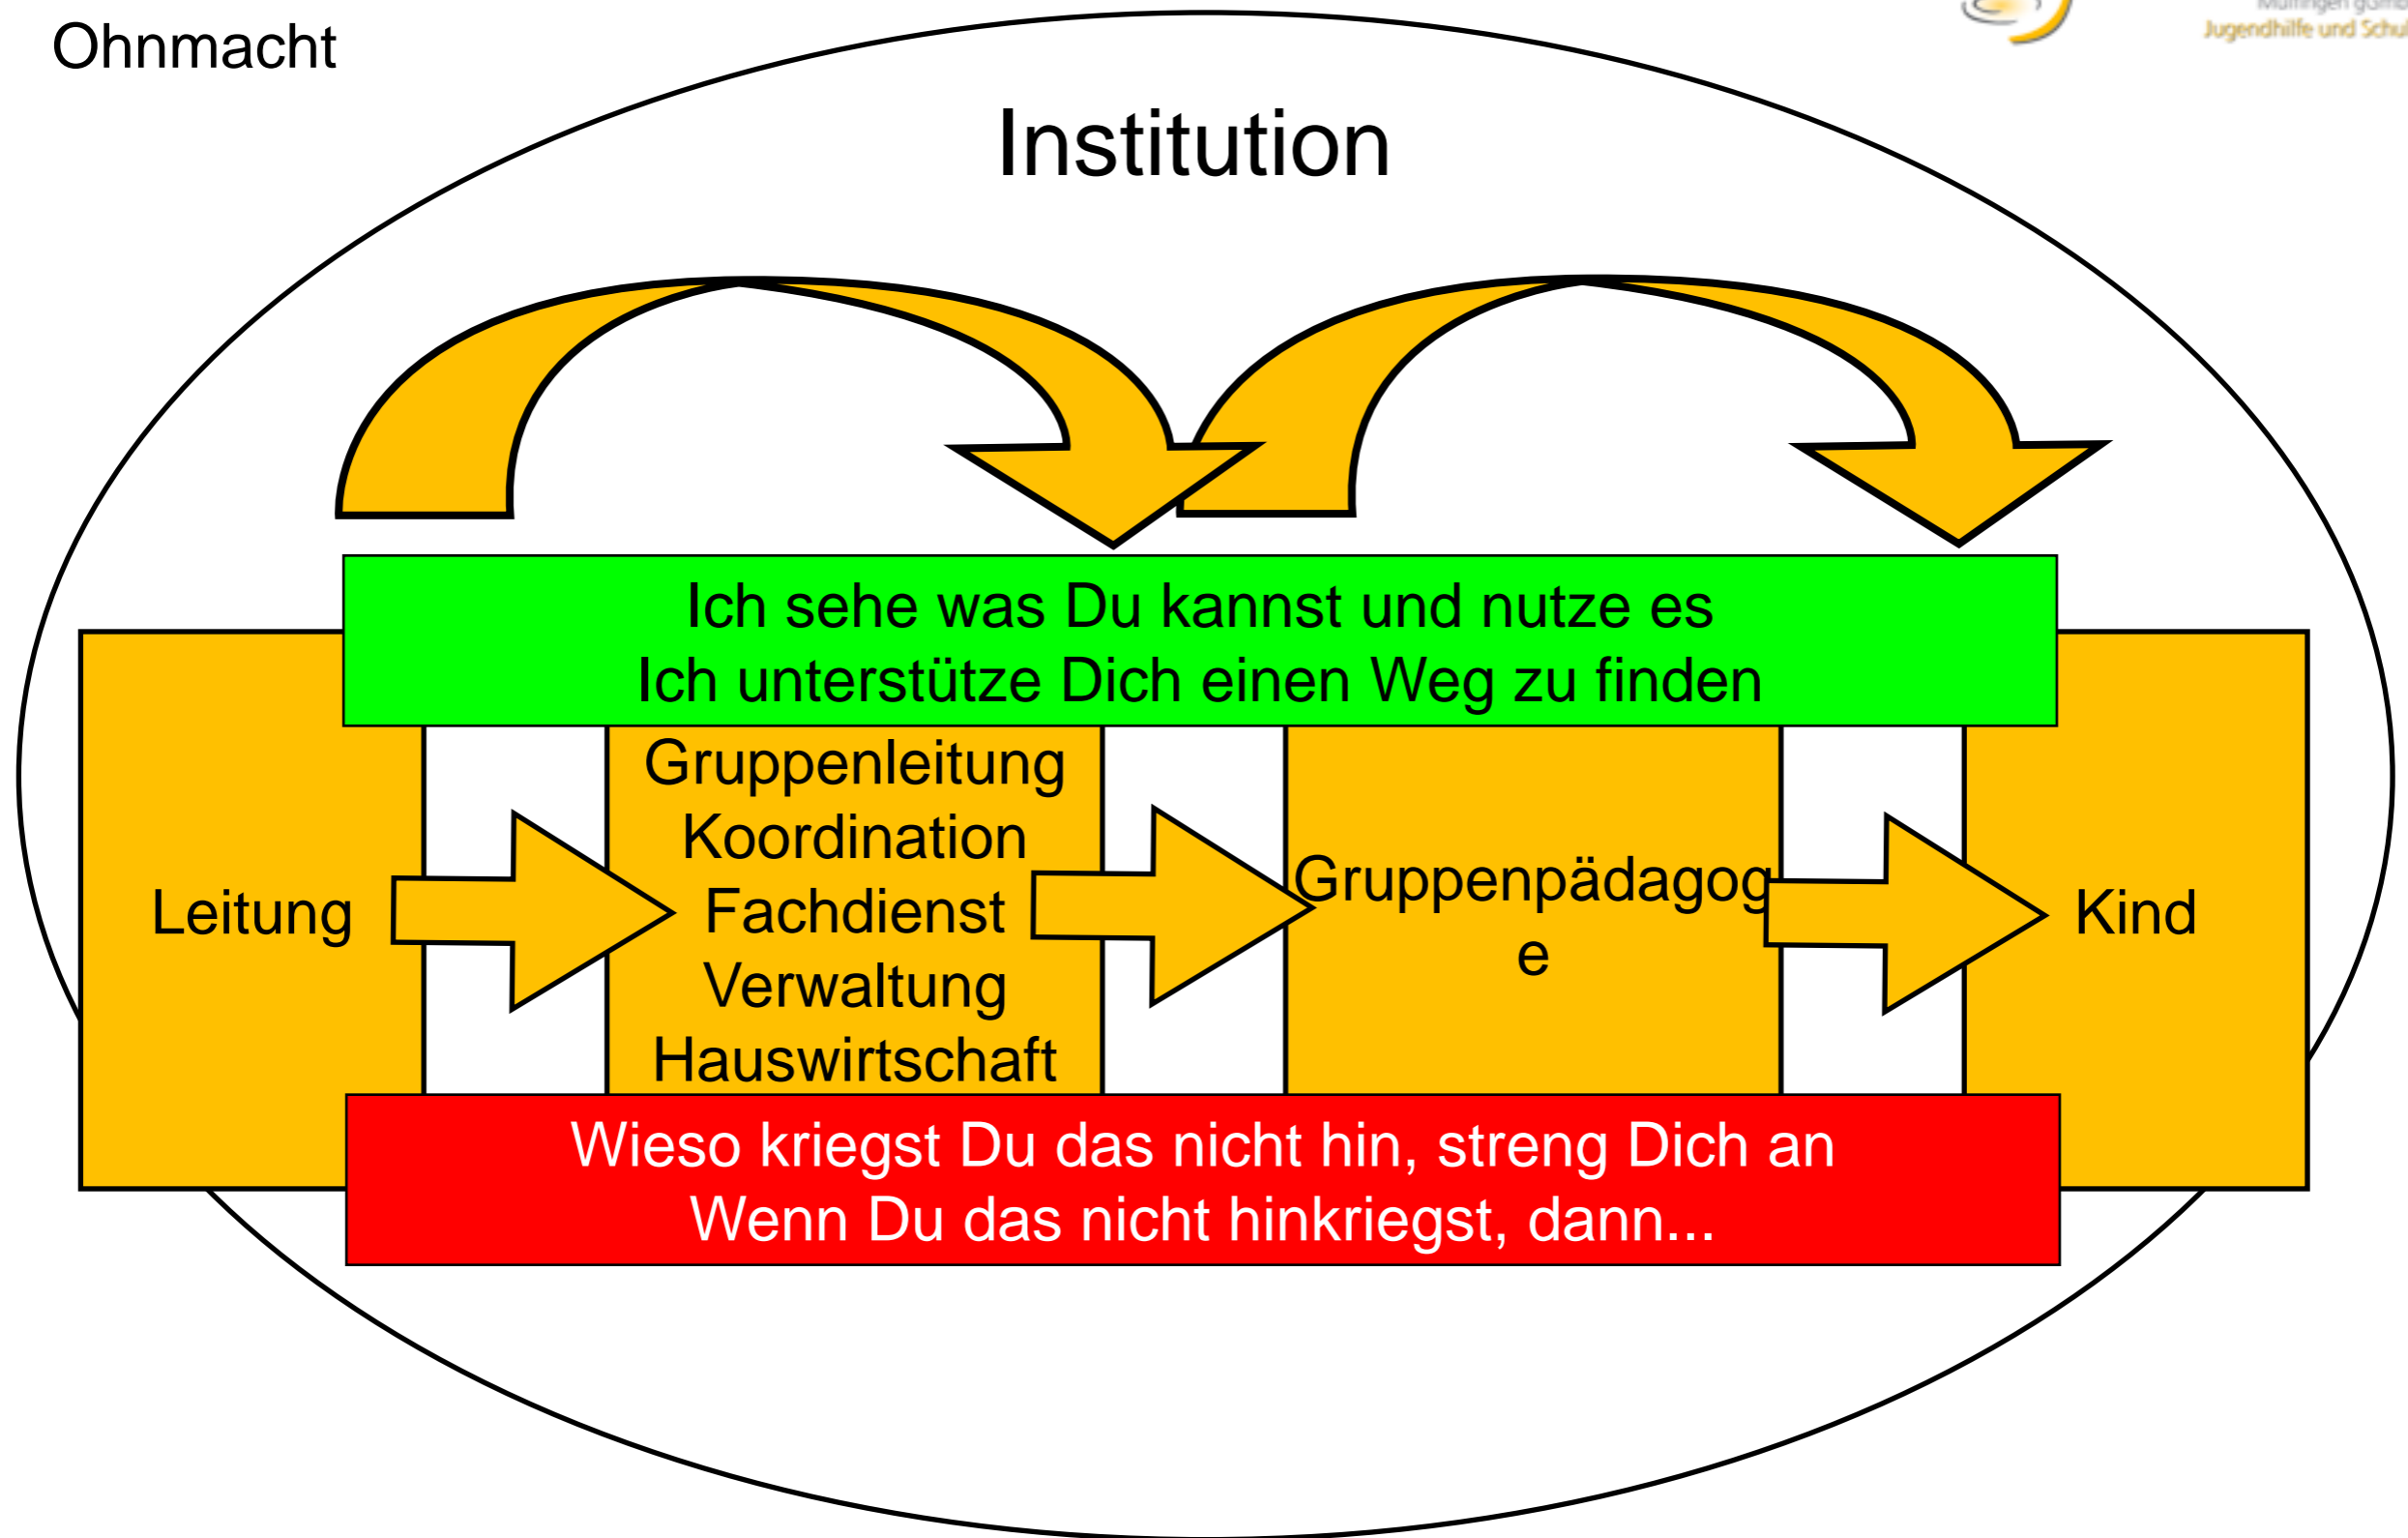 Ohnmacht
Jugendhilfe und
Institution
Ich sehe was Du kannst und nutze es
Ich unterstütze Dich einen Weg zu finden
Leitung
Gruppenleitung
Koordination
Fachdienst
Verwaltung
Hauswirtschaft
Gruppenpädagog
e
Kind
Wieso kriegst Du das nicht hin, streng Dich an
Wenn Du das nicht hinkriegst, dann...